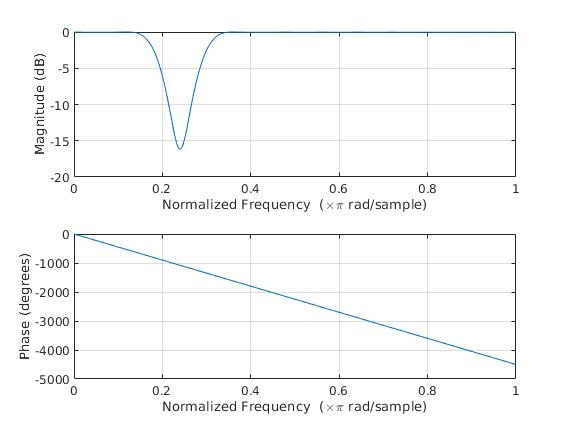 0
-5
-10
-15
-20
Magnitude (dB)
0 0.2 0.4 0.6 0.8 1
Normalized Frequency (×π rad/sample)
0
-1000
-2000
-3000
-4000
-5000
Phase (degrees)
0 0.2 0.4 0.6 0.8 1
Normalized Frequency (×π rad/sample)